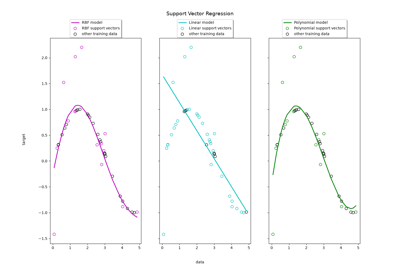 Support Vector Regression
RBF model
RBF support vectors
other training data
Linear model
Linear support vectors
other training data
Polynomial model
Polynomial support vectors
other training data
target
2.0
1.5
1.0
0.5
0.0
−0.5
−1.0
−1.5
0 1 2 3 4 5
0 1 2 3 4 5
0 1 2 3 4 5
data